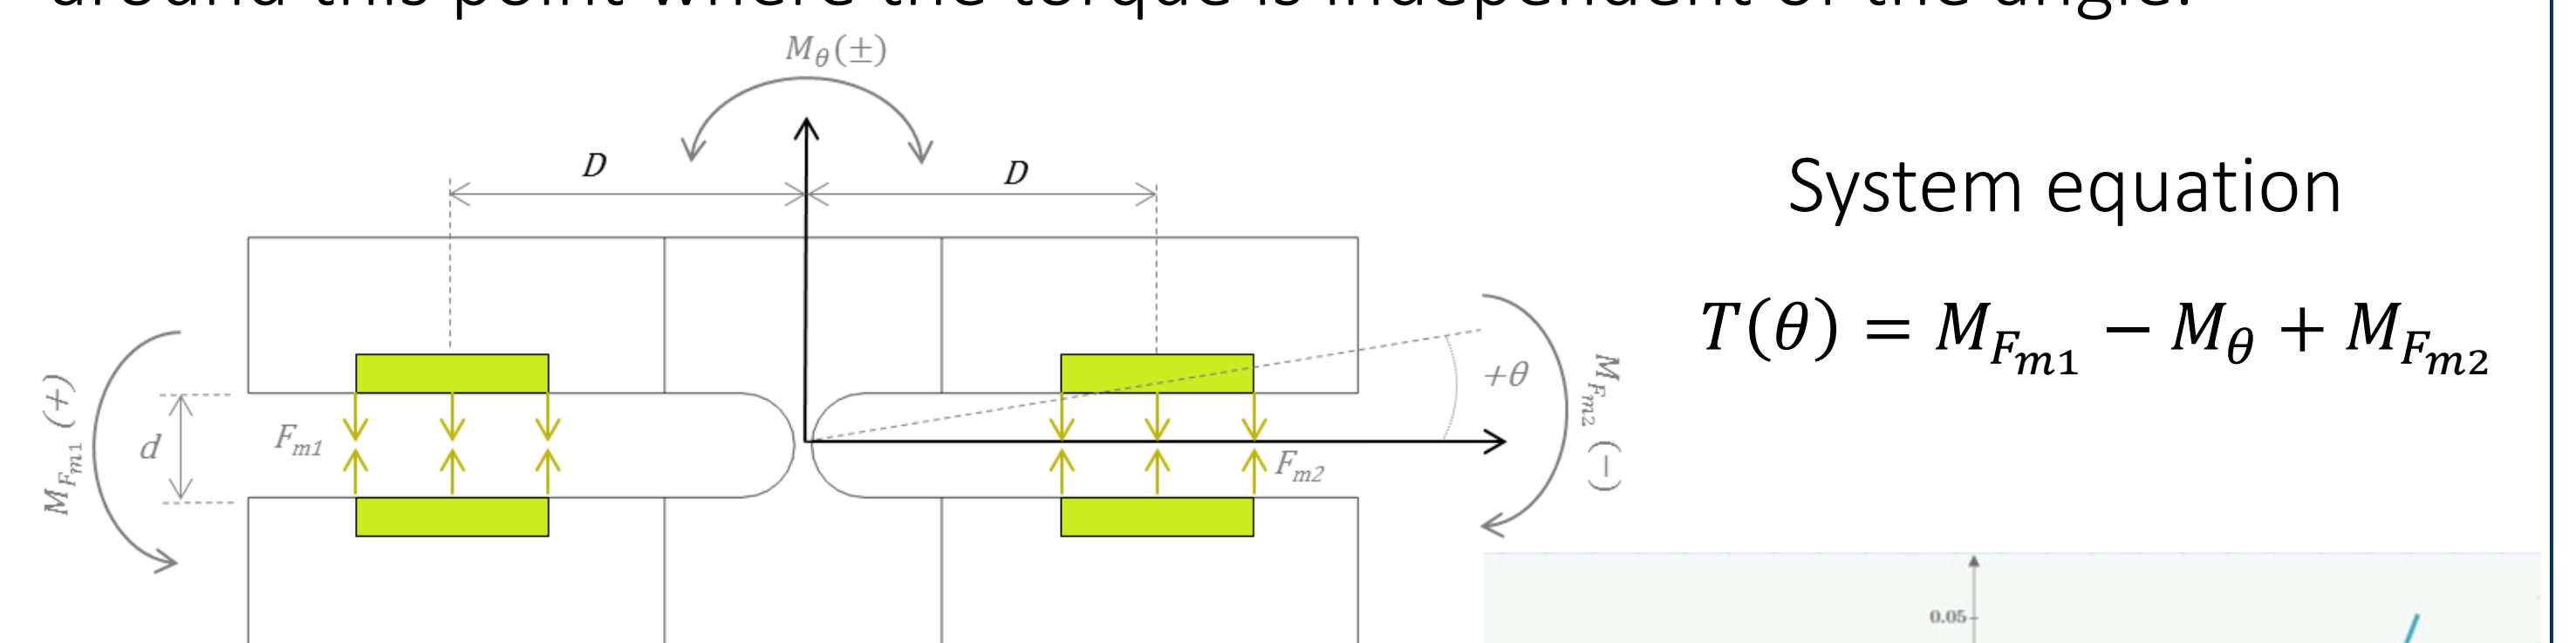 around this point where the torque is independent of the angle.
M_θ(±)
D
D
System equation
T(θ) = M_{F_{m1}} − M_θ + M_{F_{m2}}
M_{F_{m1}} (+)
d
F_{m1}
F_{m2}
+θ
M_{F_{m2}} (−)
0.05